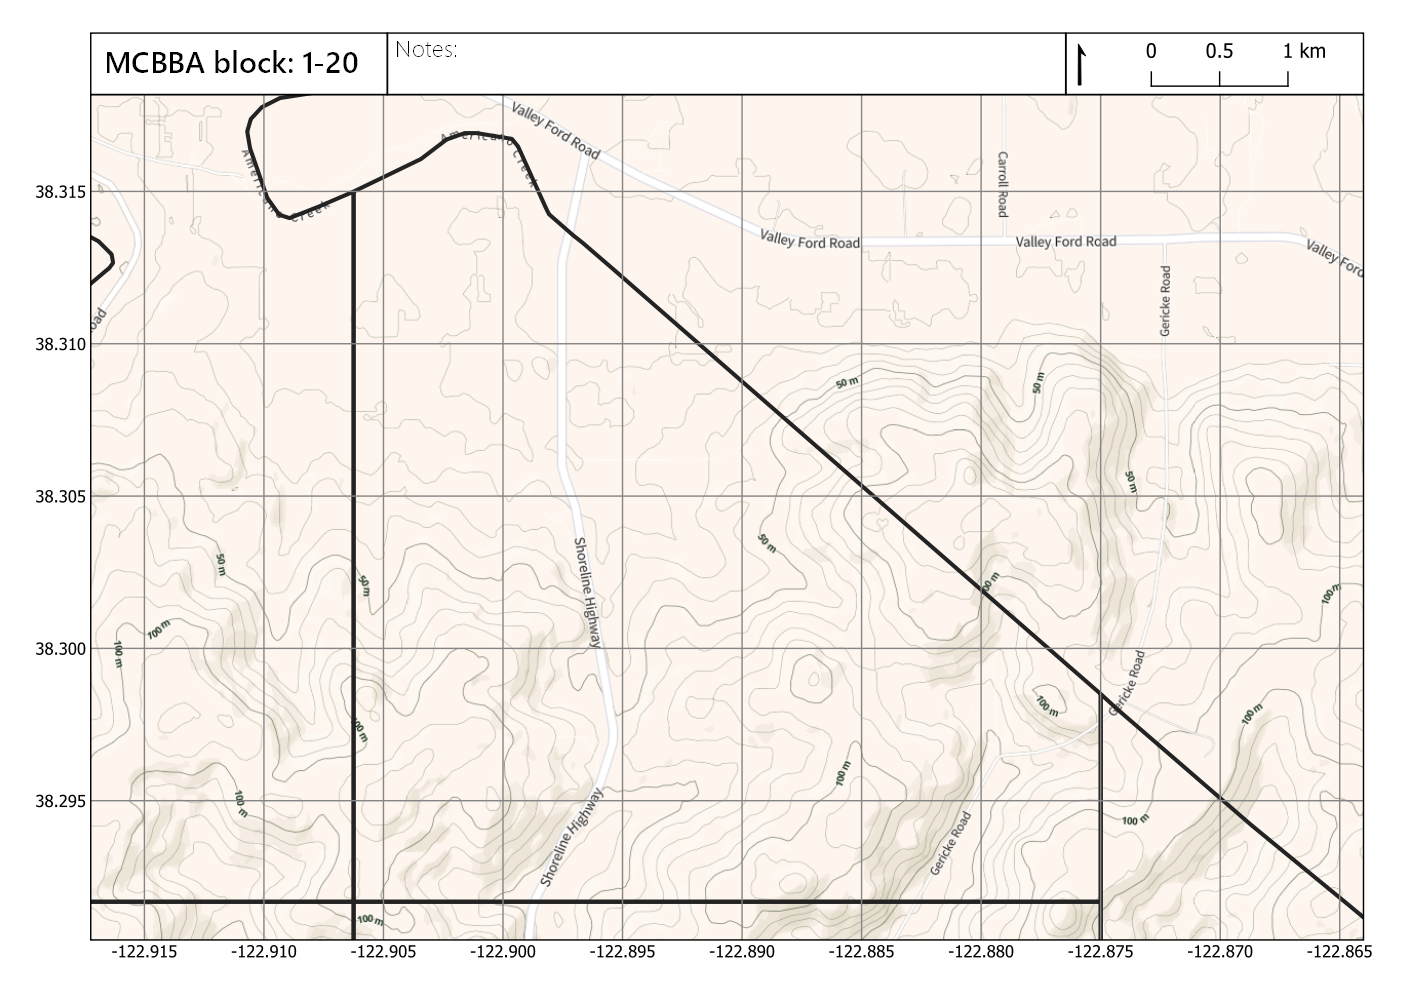 MCBBA block: 1-20
Notes:
0 0.5 1 km
Valley Ford Road
Americano Creek
Americano Creek
Carroll Road
38.315
Valley Ford Road
Valley Ford Road
Valley Ford
Gericke Road
oad
38.310
50 m
50 m
50 m
38.305
50 m
50 m
50 m
Shoreline Highway
100 m
100 m
100 m
38.300
Gericke Road
100 m
100 m
100 m
100 m
100 m
38.295
Shoreline Highway
Gericke Road
100 m
100 m
-122.915 -122.910 -122.905 -122.900 -122.895 -122.890 -122.885 -122.880 -122.875 -122.870 -122.865